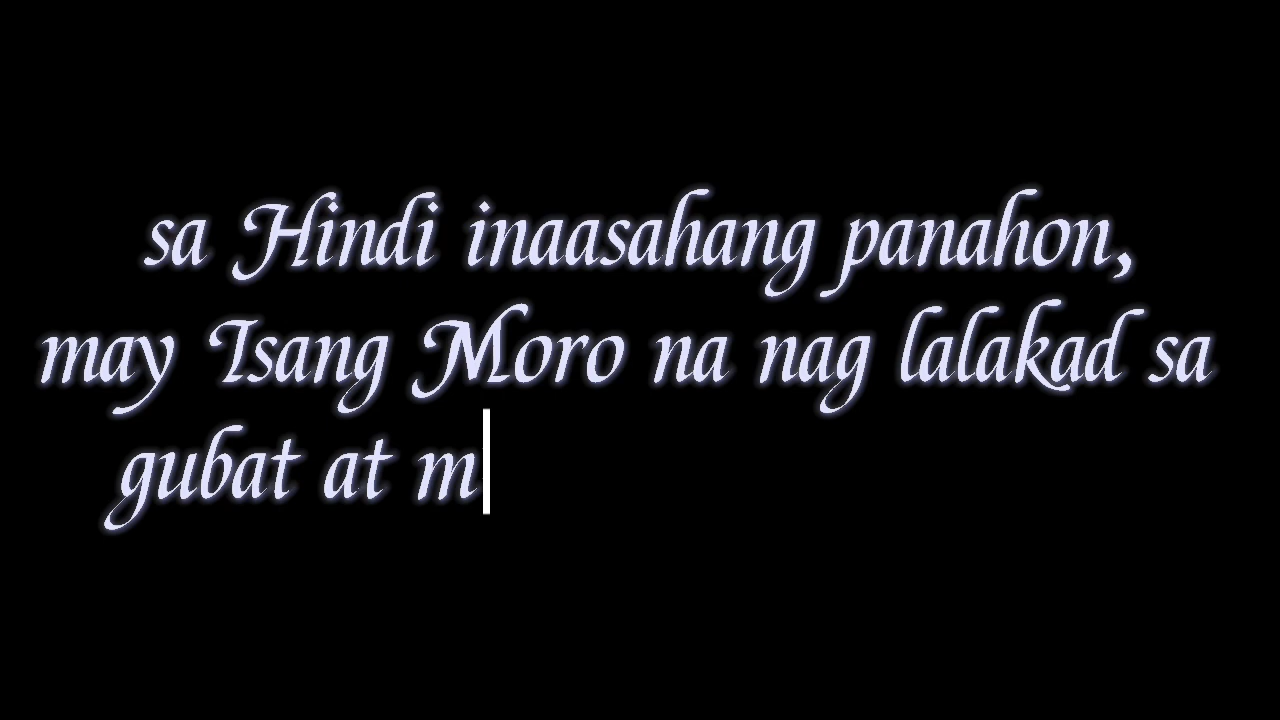 sa Hindi inaasahang panahon,
may Isang Moro na nag lalakad sa
gubat at m